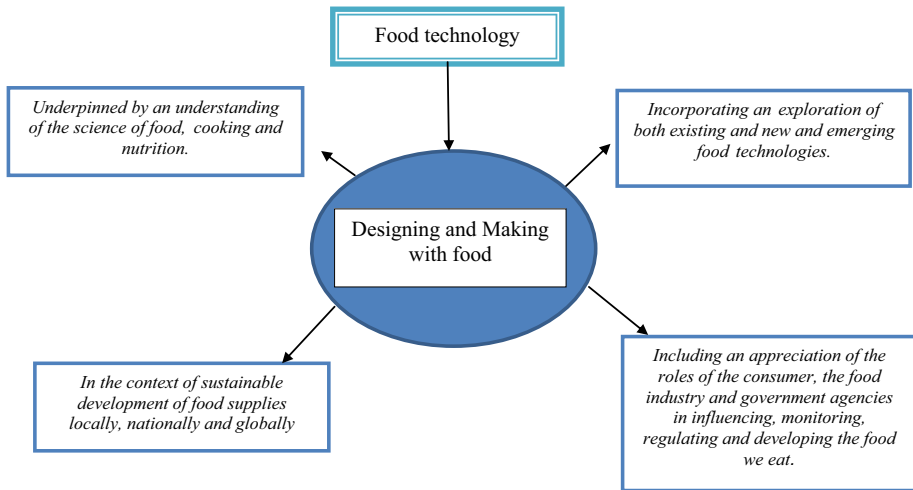 Food technology
Underpinned by an understanding
of the science of food, cooking and
nutrition.
Incorporating an exploration of
both existing and new and emerging
food technologies.
Designing and Making
with food
In the context of sustainable
development of food supplies
locally, nationally and globally
Including an appreciation of the
roles of the consumer, the food
industry and government agencies
in influencing, monitoring,
regulating and developing the food
we eat.